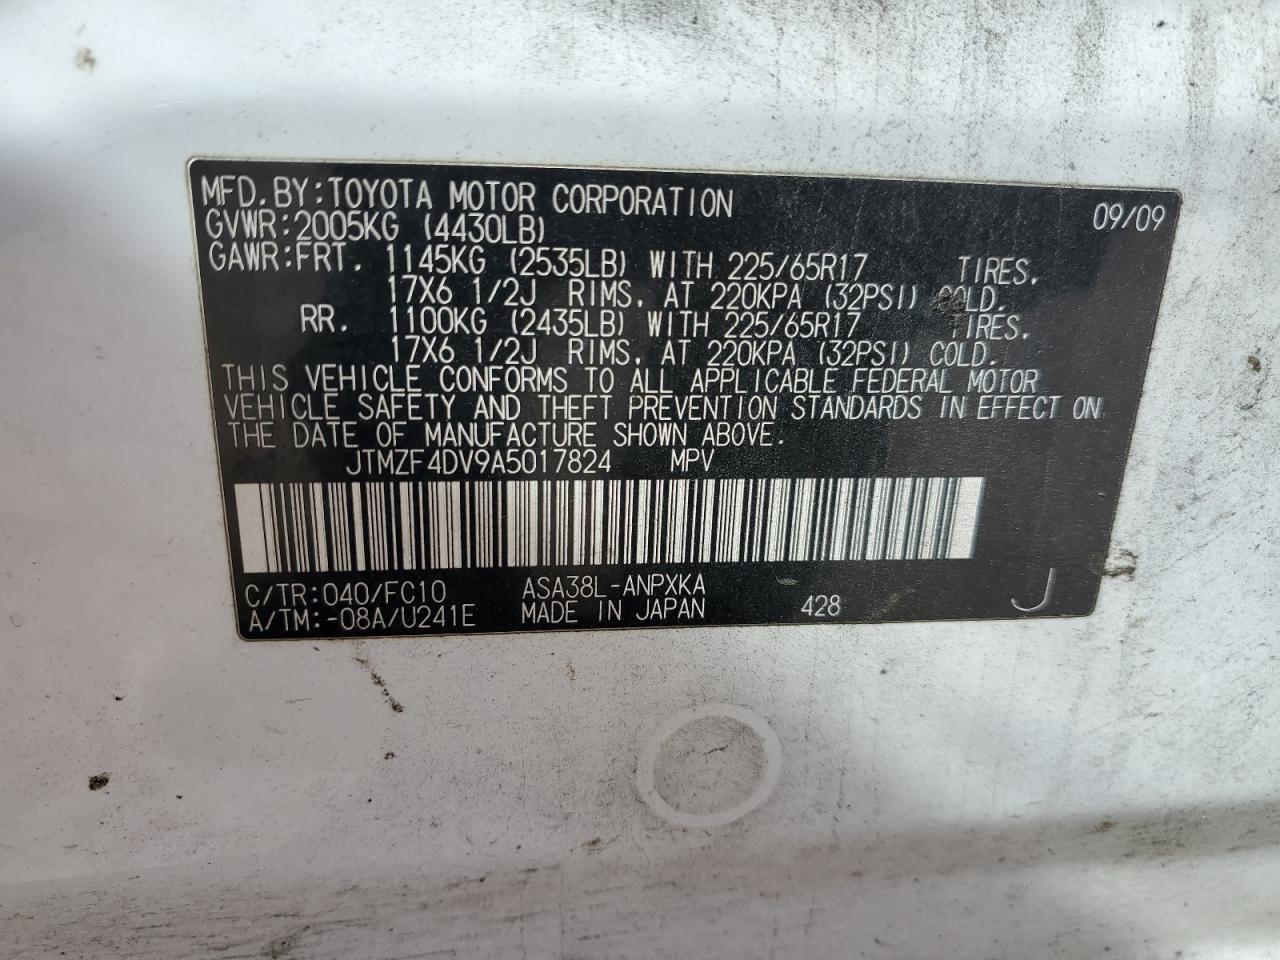 MFD.BY:TOYOTA MOTOR CORPORATION 09/09
GVWR:2005KG (4430LB)
GAWR:FRT. 1145KG (2535LB) WITH 225/65R17 TIRES,
17X6 1/2J RIMS, AT 220KPA (32PSI) COLD.
RR. 1100KG (2435LB) WITH 225/65R17 TIRES,
17X6 1/2J RIMS, AT 220KPA (32PSI) COLD.
THIS VEHICLE CONFORMS TO ALL APPLICABLE FEDERAL MOTOR
VEHICLE SAFETY AND THEFT PREVENTION STANDARDS IN EFFECT ON
THE DATE OF MANUFACTURE SHOWN ABOVE.
JTMZF4DV9A5017824 MPV
C/TR:040/FC10 ASA38L-ANPXKA
A/TM:-08A/U241E MADE IN JAPAN 428 J